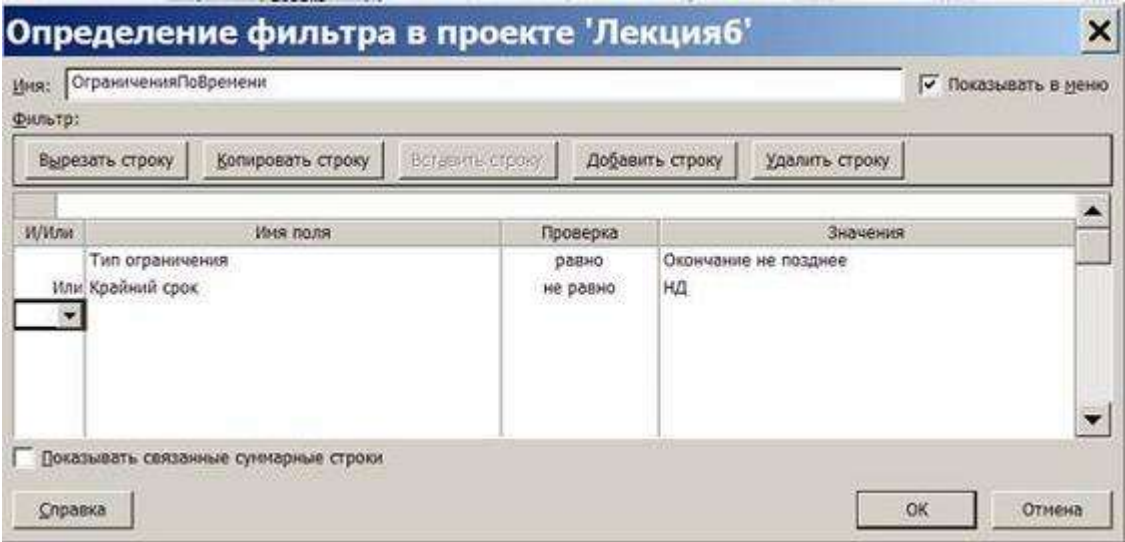 Определение фильтра в проекте 'Лекция6'
Имя: ОграниченияПоВремени Показывать в меню
Фильтр:
Вырезать строку Копировать строку Вставить строку Добавить строку Удалить строку
И/Или Имя поля Проверка Значения
Тип ограничения равно Окончание не позднее
Или Крайний срок не равно НД
Показывать связанные суммарные строки
Справка ОК Отмена